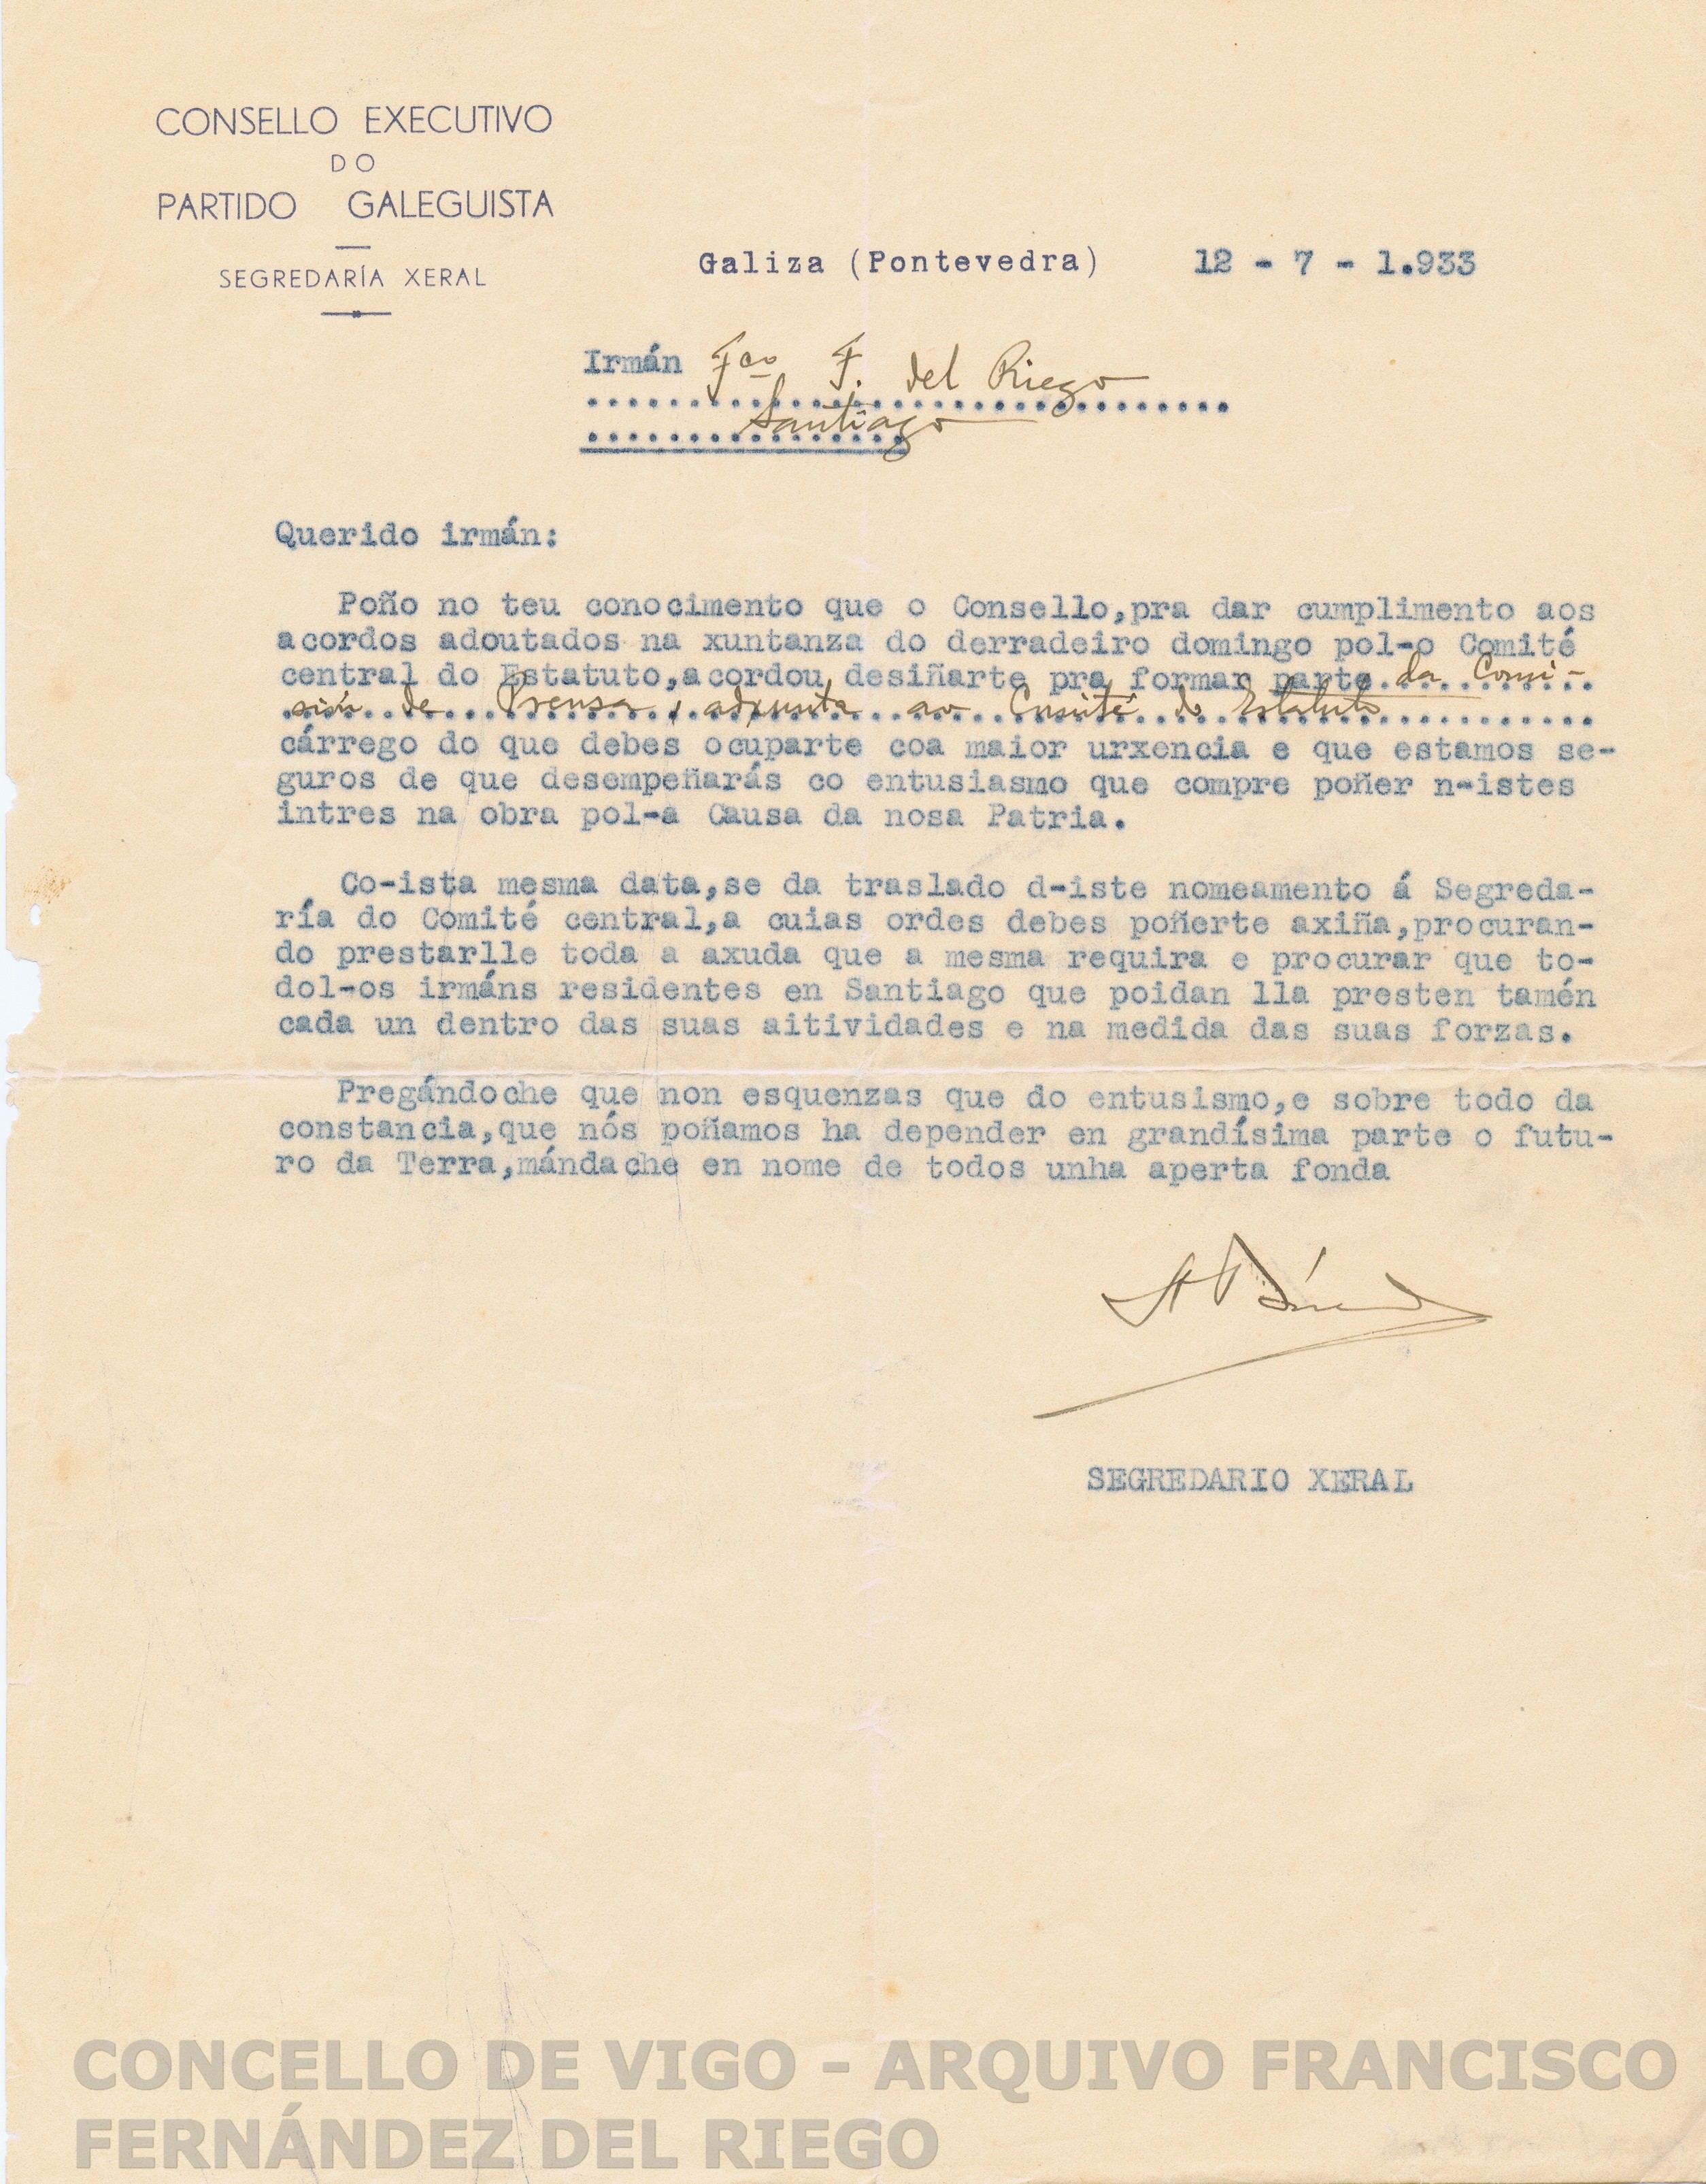 CONSELLO EXECUTIVO
DO
PARTIDO GALEGUISTA
SEGREDARÍA XERAL
Galiza (Pontevedra) 12 - 7 - 1.933
Irmán Fco F. del Riego
Santiago
Querido irmán:
Poño no teu conocimento que o Consello,pra dar cumplimento aos
acordos adoutados na xuntanza do derradeiro domingo pol-o Comité
central do Estatuto,acordou desiñarte pra formar parte da Comi-
sión de Prensa, adxunta ao Comité do Estatuto
cárrego do que debes ocuparte coa maior urxencia e que estamos se-
guros de que desempeñarás co entusiasmo que compre poñer n-istes
intres na obra pol-a Causa da nosa Patria.
Co-ista mesma data,se da traslado d-iste nomeamento á Segreda-
ría do Comité central,a cuias ordes debes poñerte axiña,procuran-
do prestarlle toda a axuda que a mesma requira e procurar que to-
dol-os irmáns residentes en Santiago que poidan lla presten tamén
cada un dentro das suas aitividades e na medida das suas forzas.
Pregándoche que non esquenzas que do entusismo,e sobre todo da
constancia,que nós poñamos ha depender en grandísima parte o futu-
ro da Terra,mándache en nome de todos unha aperta fonda
SEGREDARIO XERAL
CONCELLO DE VIGO - ARQUIVO FRANCISCO
FERNÁNDEZ DEL RIEGO